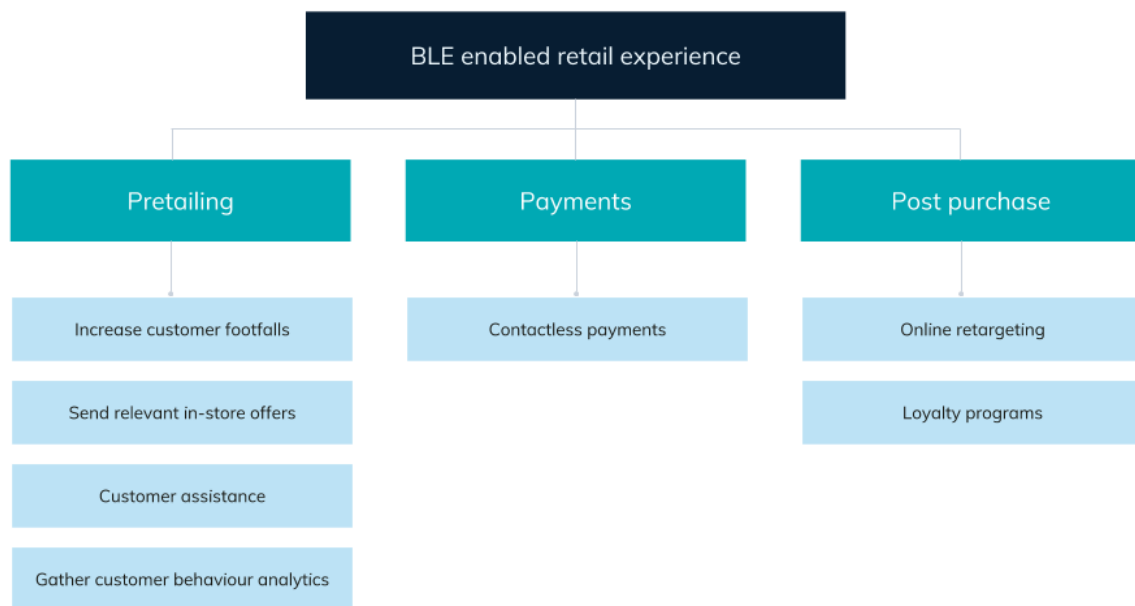 BLE enabled retail experience
Pretailing
Payments
Post purchase
Increase customer footfalls
Contactless payments
Online retargeting
Send relevant in-store offers
Loyalty programs
Customer assistance
Gather customer behaviour analytics